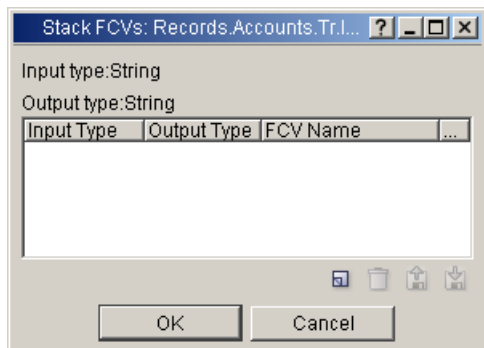 Stack FCVs: Records.Accounts.Tr.I...
Input type:String
Output type:String
Input Type Output Type FCV Name ...
OK Cancel